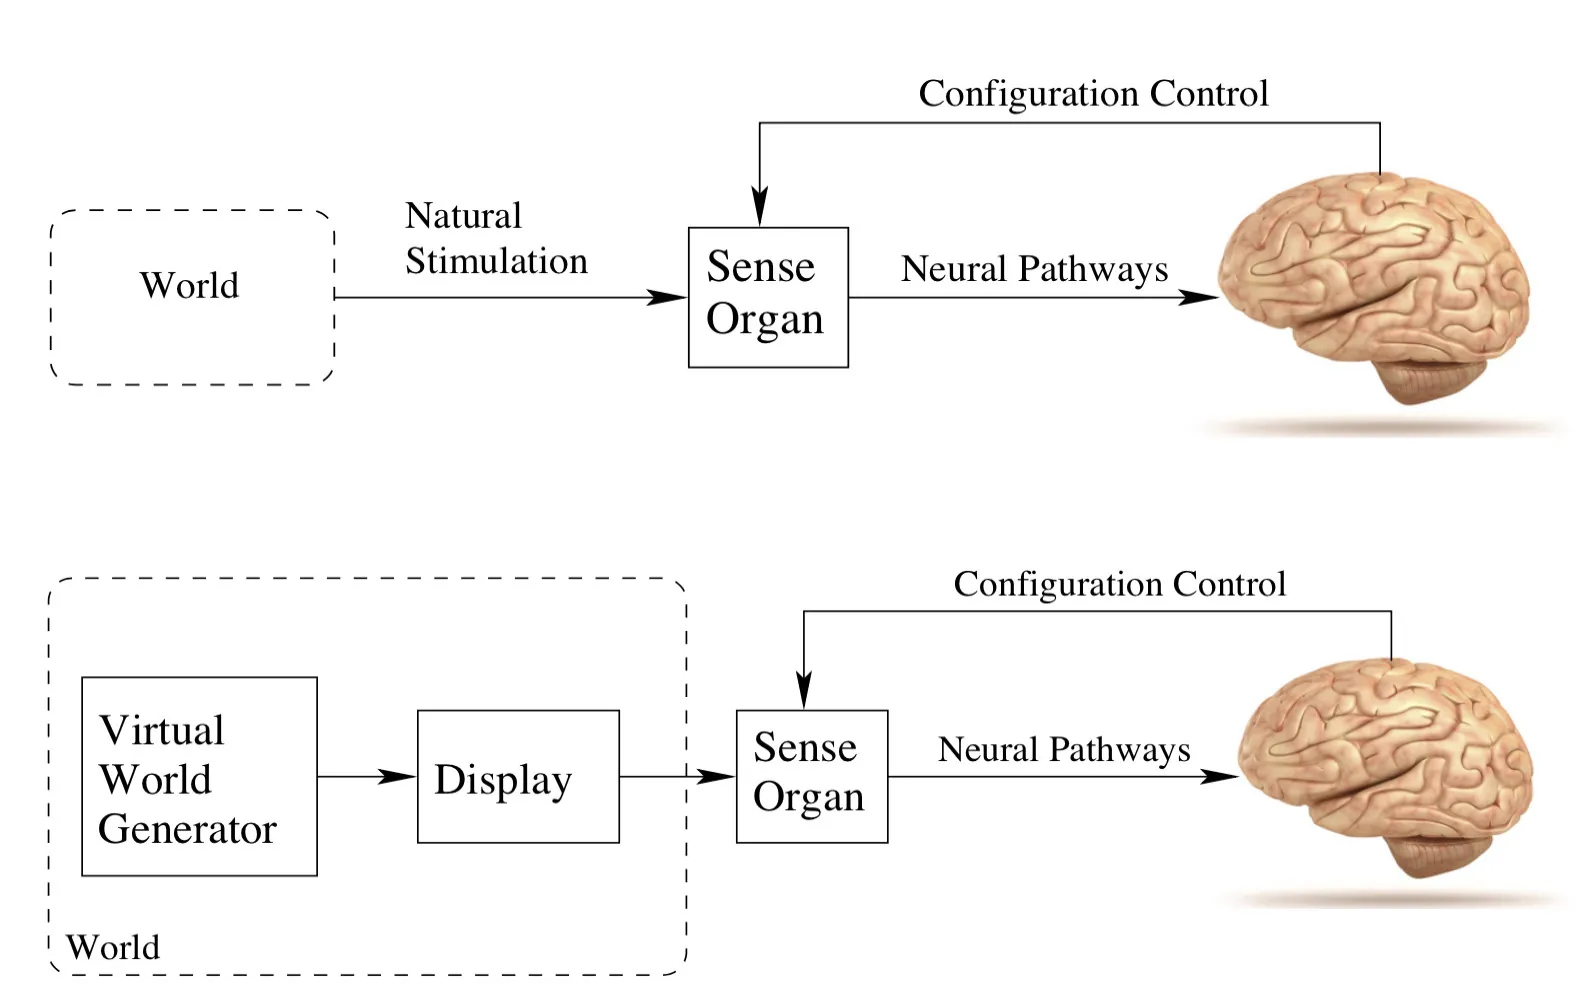 Configuration Control
Natural
Stimulation
World
Sense
Organ
Neural Pathways
Configuration Control
Virtual
World
Generator
Display
Sense
Organ
Neural Pathways
World